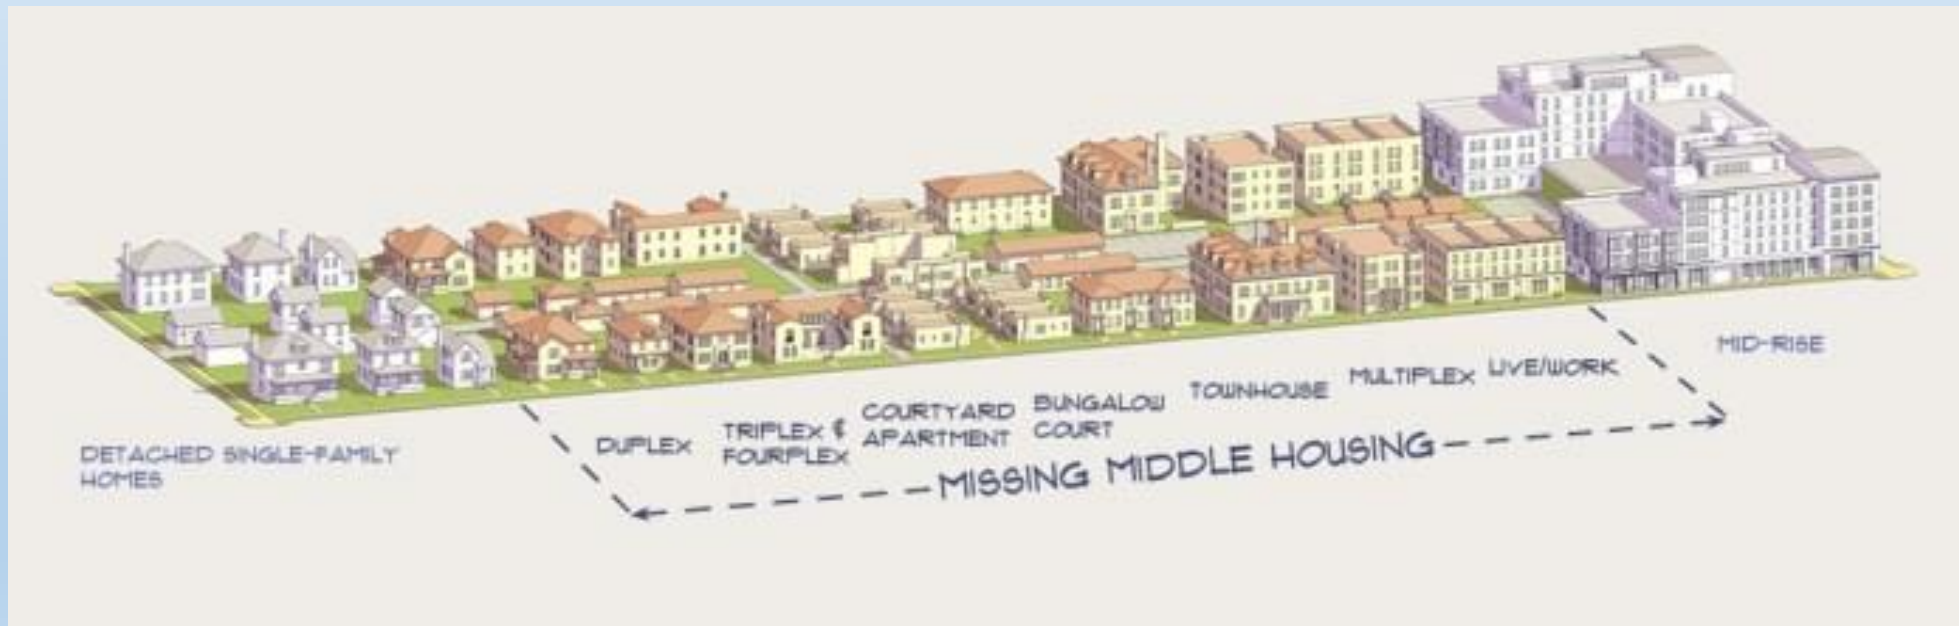 DETACHED SINGLE-FAMILY
HOMES
DUPLEX
TRIPLEX &
FOURPLEX
COURTYARD
APARTMENT
BUNGALOW
COURT
TOWNHOUSE
MULTIPLEX
LIVE/WORK
MID-RISE
MISSING MIDDLE HOUSING